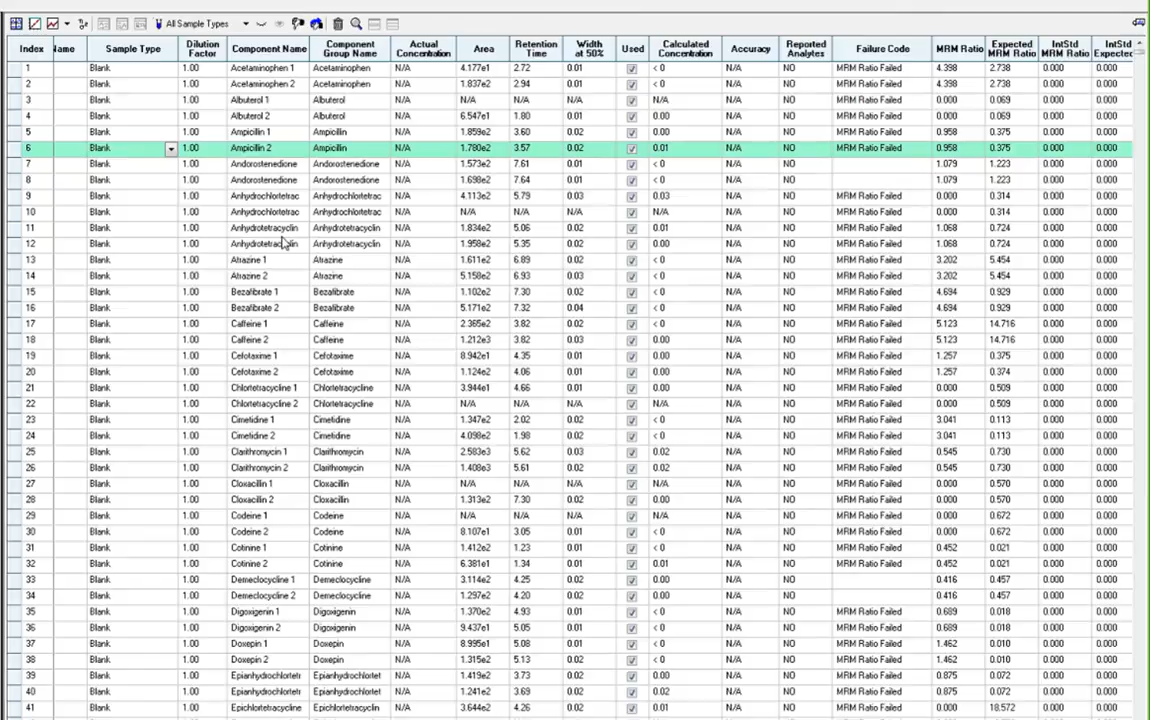 All Sample Types
Index Name Sample Type Dilution Factor Component Name Component Group Name Actual Concentration Area Retention Time Width at 50% Used Calculated Concentration Accuracy Reported Analytes Failure Code MRM Ratio Expected MRM Ratio IntStd MRM Ratio IntStd Expected
1 Blank 1.00 Acetaminophen 1 Acetaminophen N/A 4.177e1 2.72 0.01 < 0 N/A NO MRM Ratio Failed 4.398 2.738 0.000 0.000
2 Blank 1.00 Acetaminophen 2 Acetaminophen N/A 1.837e2 2.94 0.01 < 0 N/A NO MRM Ratio Failed 4.398 2.738 0.000 0.000
3 Blank 1.00 Albuterol 1 Albuterol N/A N/A N/A N/A N/A N/A NO MRM Ratio Failed 0.000 0.069 0.000 0.000
4 Blank 1.00 Albuterol 2 Albuterol N/A 6.547e1 1.80 0.01 0.00 N/A NO MRM Ratio Failed 0.000 0.069 0.000 0.000
5 Blank 1.00 Ampicillin 1 Ampicillin N/A 1.859e2 3.60 0.02 0.00 N/A NO MRM Ratio Failed 0.958 0.375 0.000 0.000
6 Blank 1.00 Ampicillin 2 Ampicillin N/A 1.780e2 3.57 0.02 0.01 N/A NO MRM Ratio Failed 0.958 0.375 0.000 0.000
7 Blank 1.00 Andorostenedione Andorostenedione N/A 1.573e2 7.61 0.01 < 0 N/A NO 1.079 1.223 0.000 0.000
8 Blank 1.00 Andorostenedione Andorostenedione N/A 1.698e2 7.64 0.01 < 0 N/A NO 1.079 1.223 0.000 0.000
9 Blank 1.00 Anhydrochlortetrac Anhydrochlortetrac N/A 4.113e2 5.79 0.03 0.03 N/A NO MRM Ratio Failed 0.000 0.314 0.000 0.000
10 Blank 1.00 Anhydrochlortetrac Anhydrochlortetrac N/A N/A N/A N/A N/A N/A NO MRM Ratio Failed 0.000 0.314 0.000 0.000
11 Blank 1.00 Anhydrotetracyclin Anhydrotetracyclin N/A 1.834e2 5.06 0.02 0.01 N/A NO MRM Ratio Failed 1.068 0.724 0.000 0.000
12 Blank 1.00 Anhydrotetracyclin Anhydrotetracyclin N/A 1.958e2 5.35 0.02 0.00 N/A NO MRM Ratio Failed 1.068 0.724 0.000 0.000
13 Blank 1.00 Atrazine 1 Atrazine N/A 1.611e2 6.89 0.02 < 0 N/A NO MRM Ratio Failed 3.202 5.454 0.000 0.000
14 Blank 1.00 Atrazine 2 Atrazine N/A 5.158e2 6.93 0.03 < 0 N/A NO MRM Ratio Failed 3.202 5.454 0.000 0.000
15 Blank 1.00 Bezafibrate 1 Bezafibrate N/A 1.102e2 7.30 0.02 < 0 N/A NO MRM Ratio Failed 4.694 0.929 0.000 0.000
16 Blank 1.00 Bezafibrate 2 Bezafibrate N/A 5.171e2 7.32 0.04 < 0 N/A NO MRM Ratio Failed 4.694 0.929 0.000 0.000
17 Blank 1.00 Caffeine 1 Caffeine N/A 2.365e2 3.82 0.02 < 0 N/A NO MRM Ratio Failed 5.123 14.716 0.000 0.000
18 Blank 1.00 Caffeine 2 Caffeine N/A 1.212e3 3.82 0.03 0.00 N/A NO MRM Ratio Failed 5.123 14.716 0.000 0.000
19 Blank 1.00 Cefotaxime 1 Cefotaxime N/A 8.942e1 4.35 0.01 0.00 N/A NO MRM Ratio Failed 1.257 0.375 0.000 0.000
20 Blank 1.00 Cefotaxime 2 Cefotaxime N/A 1.124e2 4.06 0.01 0.00 N/A NO MRM Ratio Failed 1.257 0.374 0.000 0.000
21 Blank 1.00 Chlortetracycline 1 Chlortetracycline N/A 3.944e1 4.66 0.01 0.00 N/A NO MRM Ratio Failed 0.000 0.509 0.000 0.000
22 Blank 1.00 Chlortetracycline 2 Chlortetracycline N/A N/A N/A N/A N/A N/A NO MRM Ratio Failed 0.000 0.509 0.000 0.000
23 Blank 1.00 Cimetidine 1 Cimetidine N/A 1.347e2 2.02 0.02 < 0 N/A NO MRM Ratio Failed 3.041 0.113 0.000 0.000
24 Blank 1.00 Cimetidine 2 Cimetidine N/A 4.098e2 1.98 0.02 < 0 N/A NO MRM Ratio Failed 3.041 0.113 0.000 0.000
25 Blank 1.00 Clarithromycin 1 Clarithromycin N/A 2.583e3 5.62 0.03 0.02 N/A NO MRM Ratio Failed 0.545 0.730 0.000 0.000
26 Blank 1.00 Clarithromycin 2 Clarithromycin N/A 1.408e3 5.61 0.02 0.02 N/A NO MRM Ratio Failed 0.545 0.730 0.000 0.000
27 Blank 1.00 Cloxacillin 1 Cloxacillin N/A N/A N/A N/A N/A N/A NO MRM Ratio Failed 0.000 0.570 0.000 0.000
28 Blank 1.00 Cloxacillin 2 Cloxacillin N/A 1.313e2 7.30 0.02 0.00 N/A NO MRM Ratio Failed 0.000 0.570 0.000 0.000
29 Blank 1.00 Codeine 1 Codeine N/A N/A N/A N/A N/A N/A NO MRM Ratio Failed 0.000 0.672 0.000 0.000
30 Blank 1.00 Codeine 2 Codeine N/A 8.107e1 3.05 0.01 < 0 N/A NO MRM Ratio Failed 0.000 0.672 0.000 0.000
31 Blank 1.00 Cotinine 1 Cotinine N/A 1.412e2 1.23 0.01 < 0 N/A NO MRM Ratio Failed 0.452 0.021 0.000 0.000
32 Blank 1.00 Cotinine 2 Cotinine N/A 6.381e1 1.34 0.01 0.01 N/A NO MRM Ratio Failed 0.452 0.021 0.000 0.000
33 Blank 1.00 Demeclocycline 1 Demeclocycline N/A 3.114e2 4.25 0.02 0.00 N/A NO 0.416 0.457 0.000 0.000
34 Blank 1.00 Demeclocycline 2 Demeclocycline N/A 1.297e2 4.20 0.02 0.00 N/A NO 0.416 0.457 0.000 0.000
35 Blank 1.00 Digoxigenin 1 Digoxigenin N/A 1.370e2 4.93 0.01 < 0 N/A NO MRM Ratio Failed 0.689 0.018 0.000 0.000
36 Blank 1.00 Digoxigenin 2 Digoxigenin N/A 9.437e1 5.05 0.01 < 0 N/A NO MRM Ratio Failed 0.689 0.018 0.000 0.000
37 Blank 1.00 Doxepin 1 Doxepin N/A 8.995e1 5.08 0.01 < 0 N/A NO MRM Ratio Failed 1.462 0.010 0.000 0.000
38 Blank 1.00 Doxepin 2 Doxepin N/A 1.315e2 5.13 0.02 < 0 N/A NO MRM Ratio Failed 1.462 0.010 0.000 0.000
39 Blank 1.00 Epianhydrochlortetr Epianhydrochlortet N/A 1.419e2 3.73 0.02 0.00 N/A NO MRM Ratio Failed 0.875 0.072 0.000 0.000
40 Blank 1.00 Epianhydrochlortetr Epianhydrochlortet N/A 1.241e2 3.69 0.02 0.02 N/A NO MRM Ratio Failed 0.875 0.072 0.000 0.000
41 Blank 1.00 Epichlortetracycline Epichlortetracyclin N/A 3.644e2 4.26 0.02 0.01 N/A NO MRM Ratio Failed 0.000 18.572 0.000 0.000